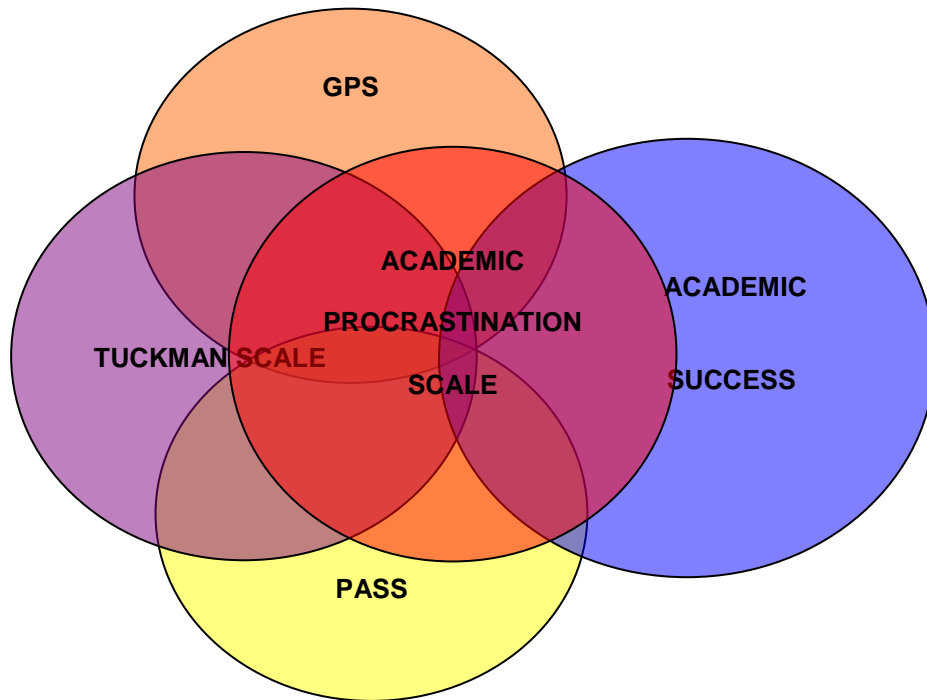 GPS
ACADEMIC
PROCRASTINATION
SCALE
ACADEMIC
SUCCESS
TUCKMAN SCALE
PASS